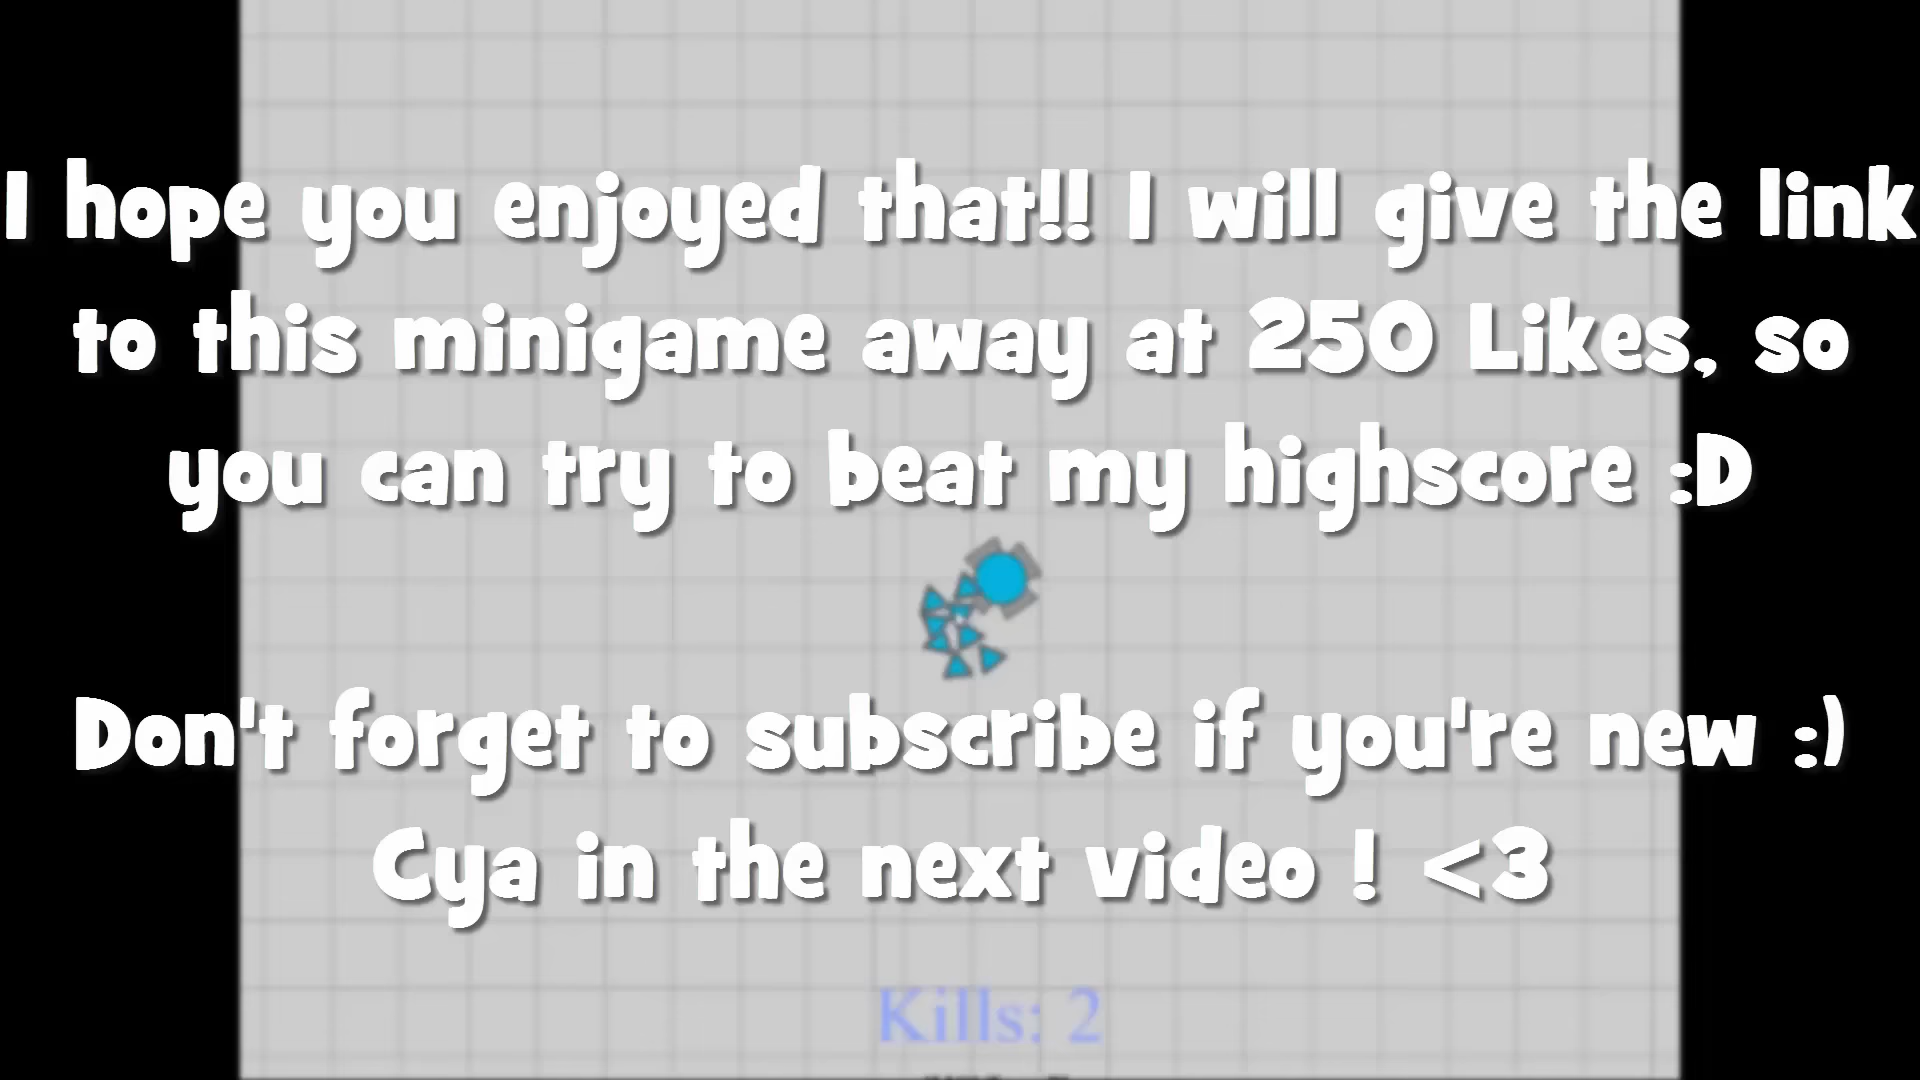 I hope you enjoyed that!! I will give the link
to this minigame away at 250 Likes, so
you can try to beat my highscore :D
Don't forget to subscribe if you're new :)
Cya in the next video ! <3
Kills: 2